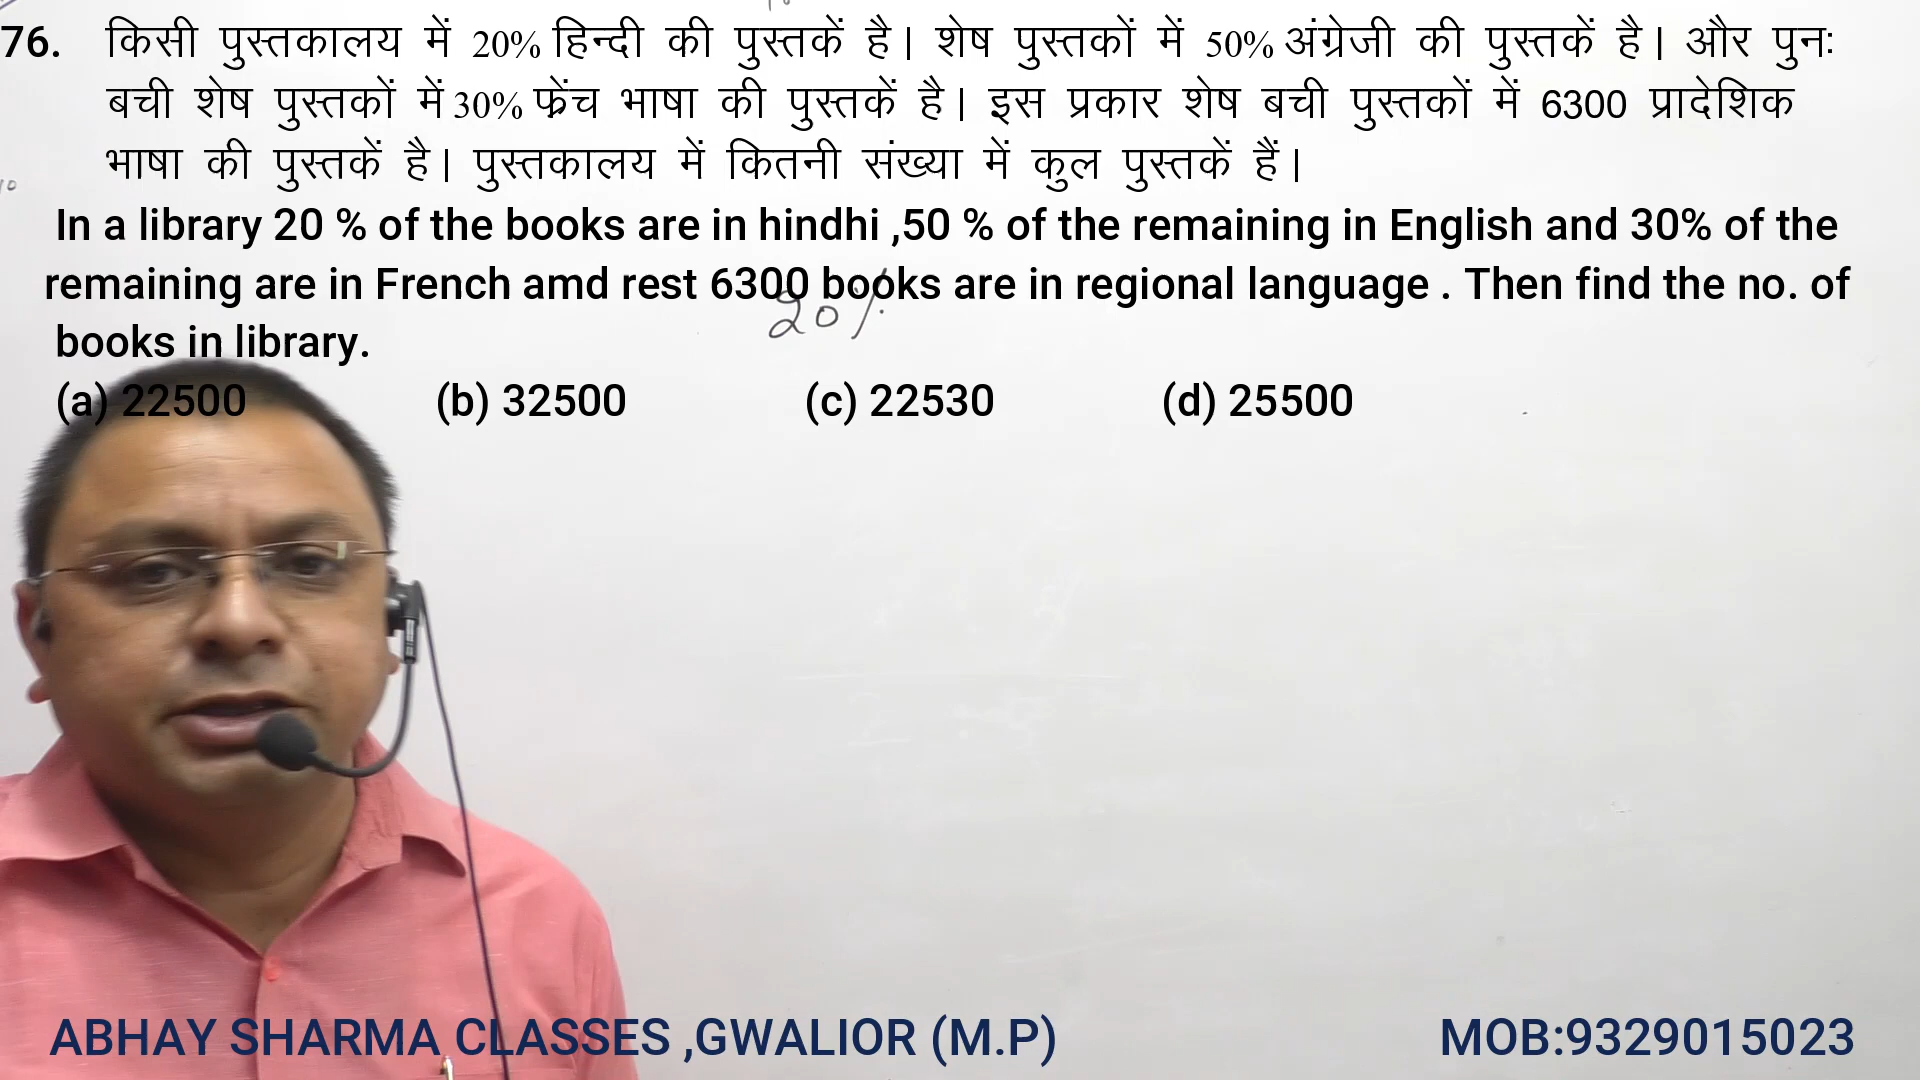 76. किसी पुस्तकालय में 20% हिन्दी की पुस्तकें है। शेष पुस्तकों में 50% अंग्रेजी की पुस्तकें है। और पुनः
बची शेष पुस्तकों में 30% फ्रेंच भाषा की पुस्तकें है। इस प्रकार शेष बची पुस्तकों में 6300 प्रादेशिक
भाषा की पुस्तकें है। पुस्तकालय में कितनी संख्या में कुल पुस्तकें हैं।
In a library 20 % of the books are in hindhi ,50 % of the remaining in English and 30% of the
remaining are in French amd rest 6300 books are in regional language . Then find the no. of
20%
books in library.
(a) 22500 (b) 32500 (c) 22530 (d) 25500
ABHAY SHARMA CLASSES ,GWALIOR (M.P) MOB:9329015023